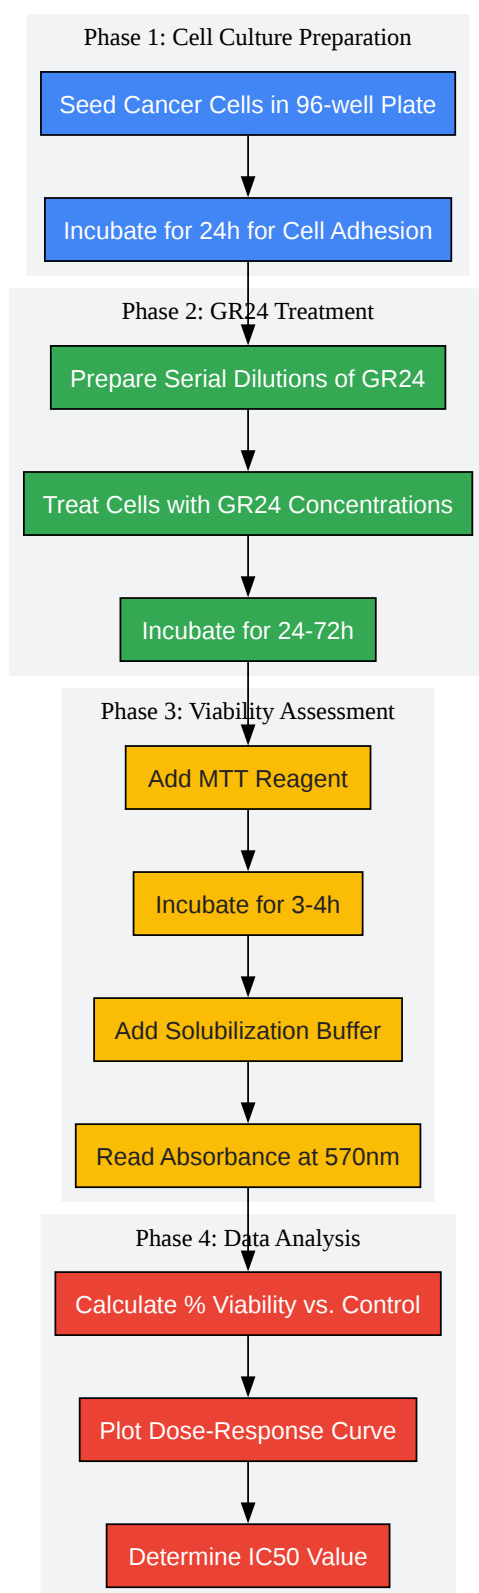 Phase 1: Cell Culture Preparation
Seed Cancer Cells in 96-well Plate
Incubate for 24h for Cell Adhesion
Phase 2: GR24 Treatment
Prepare Serial Dilutions of GR24
Treat Cells with GR24 Concentrations
Incubate for 24-72h
Phase 3: Viability Assessment
Add MTT Reagent
Incubate for 3-4h
Add Solubilization Buffer
Read Absorbance at 570nm
Phase 4: Data Analysis
Calculate % Viability vs. Control
Plot Dose-Response Curve
Determine IC50 Value